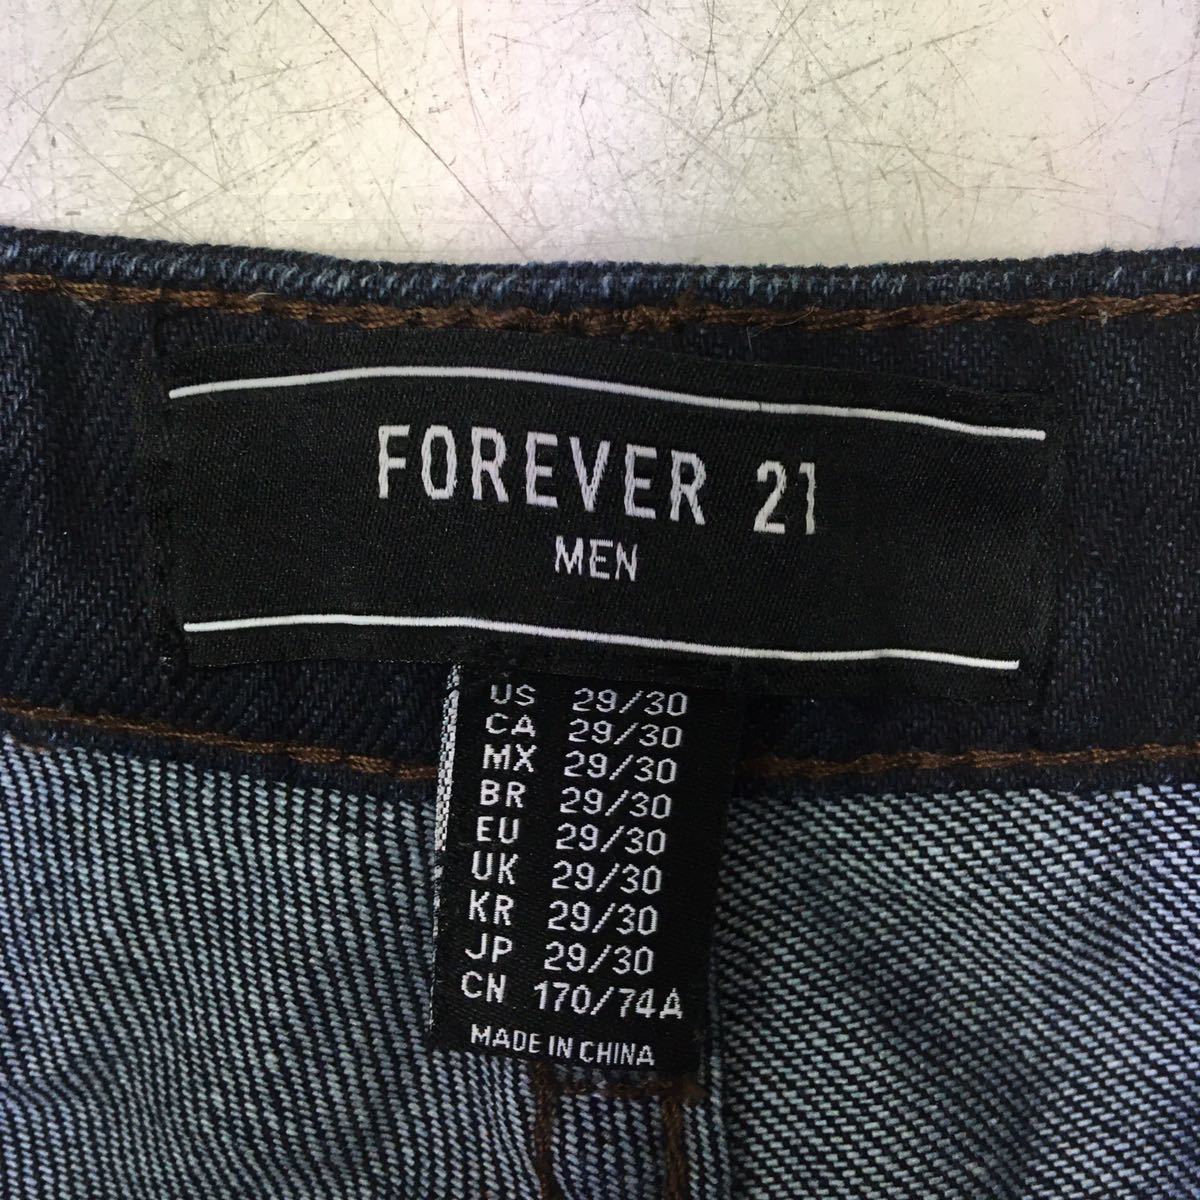 FOREVER 21
MEN
US 29/30
CA 29/30
MX 29/30
BR 29/30
EU 29/30
UK 29/30
KR 29/30
JP 29/30
CN 170/74A
MADE IN CHINA